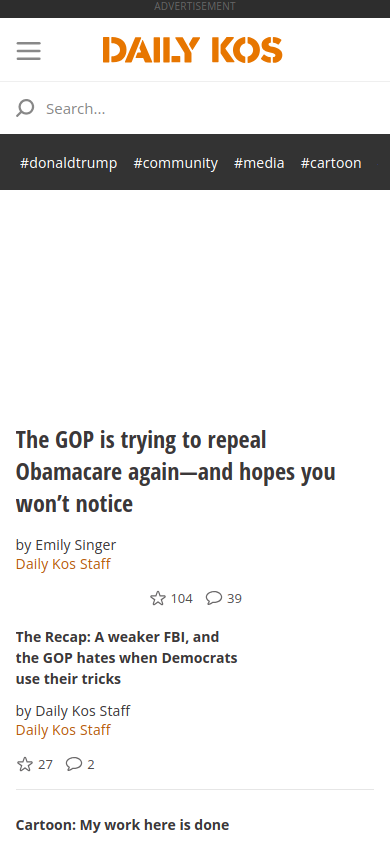 ADVERTISEMENT
DAILY KOS
Search...
#donaldtrump #community #media #cartoon
The GOP is trying to repeal
Obamacare again—and hopes you
won’t notice
by Emily Singer
Daily Kos Staff
104 39
The Recap: A weaker FBI, and
the GOP hates when Democrats
use their tricks
by Daily Kos Staff
Daily Kos Staff
27 2
Cartoon: My work here is done